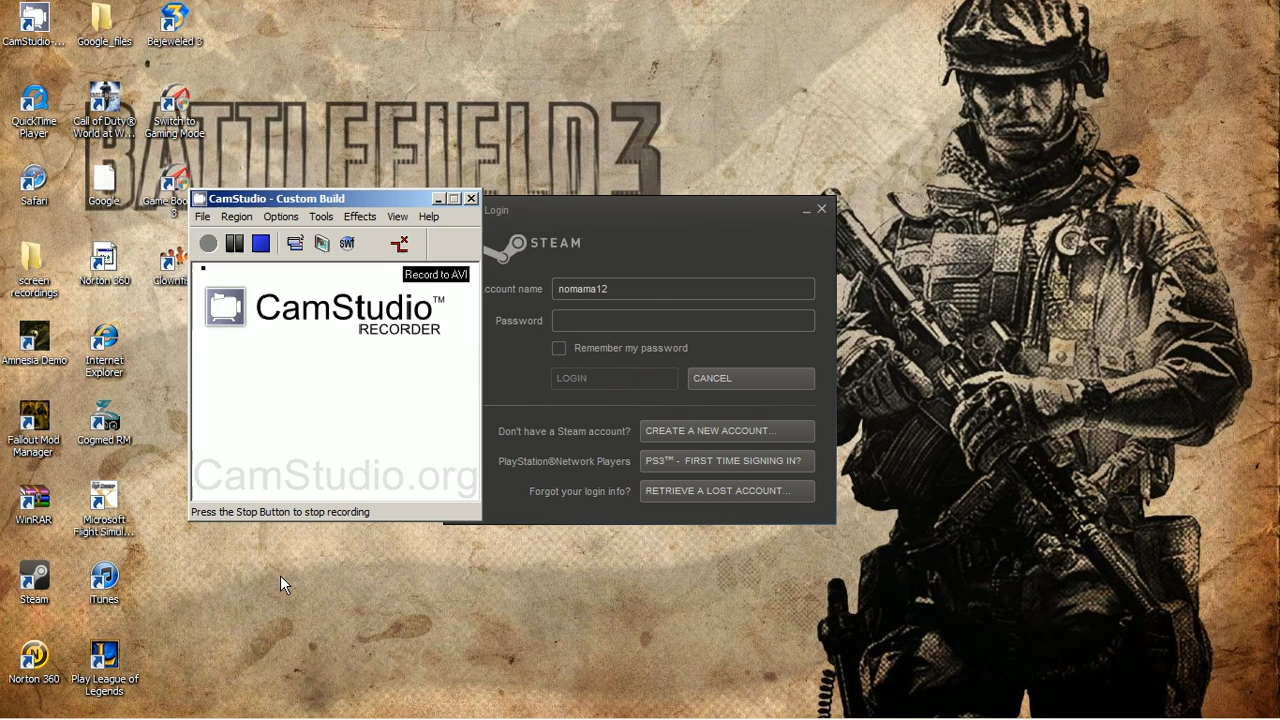 CamStudio-...
Google_files
Bejeweled 3
BATTLEFIELD 3
QuickTime
Player
Call of Duty®
World at W...
Switch to
Gaming Mode
Safari
Google
Game Boo
3
screen
recordings
Norton 360
clownfi
Amnesia Demo
Internet
Explorer
Fallout Mod
Manager
Cogmed RM
WinRAR
Microsoft
Flight Simul...
Steam
iTunes
Norton 360
Play League of
Legends
CamStudio - Custom Build
File Region Options Tools Effects View Help
SWF
Record to AVI
CamStudio™
RECORDER
CamStudio.org
Press the Stop Button to stop recording
Login
STEAM
ccount name nomama12
Password
Remember my password
LOGIN CANCEL
Don't have a Steam account? CREATE A NEW ACCOUNT...
PlayStation®Network Players PS3™ - FIRST TIME SIGNING IN?
Forgot your login info? RETRIEVE A LOST ACCOUNT...